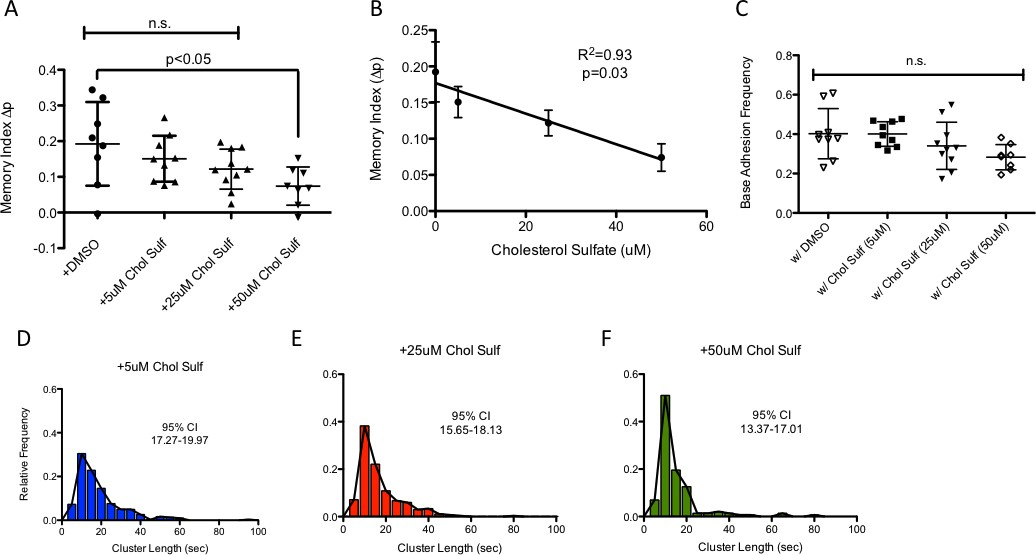 A
n.s.
p<0.05
Memory Index Δp
0.4
0.3
0.2
0.1
0.0
-0.1
+DMSO
+5uM Chol Sulf
+25uM Chol Sulf
+50uM Chol Sulf
B
Memory Index (Δp)
0.25
0.20
0.15
0.10
0.05
0.00
R²=0.93
p=0.03
0 20 40 60
Cholesterol Sulfate (uM)
C
n.s.
Base Adhesion Frequency
0.8
0.6
0.4
0.2
0.0
w/ DMSO
w/ Chol Sulf (5uM)
w/ Chol Sulf (25uM)
w/ Chol Sulf (50uM)
D
+5uM Chol Sulf
Relative Frequency
0.6
0.4
0.2
0.0
95% CI
17.27-19.97
0 20 40 60 80 100
Cluster Length (sec)
E
+25uM Chol Sulf
0.6
0.4
0.2
0.0
95% CI
15.65-18.13
0 20 40 60 80 100
Cluster Length (sec)
F
+50uM Chol Sulf
0.6
0.4
0.2
0.0
95% CI
13.37-17.01
0 20 40 60 80 100
Cluster Length (sec)